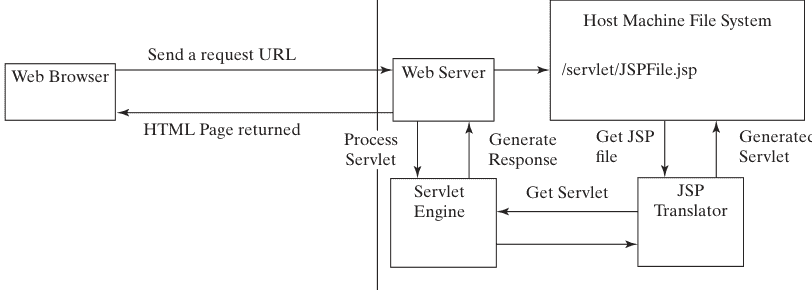 Host Machine File System
Send a request URL
Web Browser
Web Server
/servlet/JSPFile.jsp
HTML Page returned
Process
Servlet
Generate
Response
Get JSP
file
Generated
Servlet
Servlet
Engine
Get Servlet
JSP
Translator